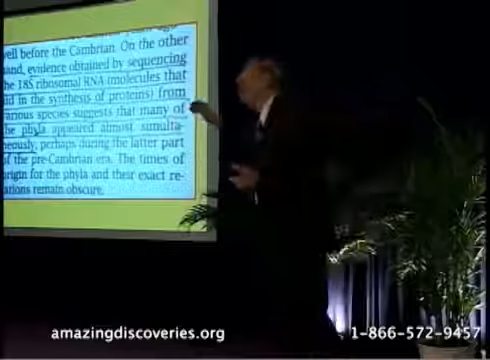 well before the Cambrian. On the other
hand, evidence obtained by sequencing
the 18S ribosomal RNA (molecules that
aid in the synthesis of proteins) from
various species suggests that many of
the phyla appeared almost simulta-
neously, perhaps during the latter part
of the pre-Cambrian era. The times of
origin for the phyla and their exact re-
lations remain obscure.
amazingdiscoveries.org
1-866-572-9457